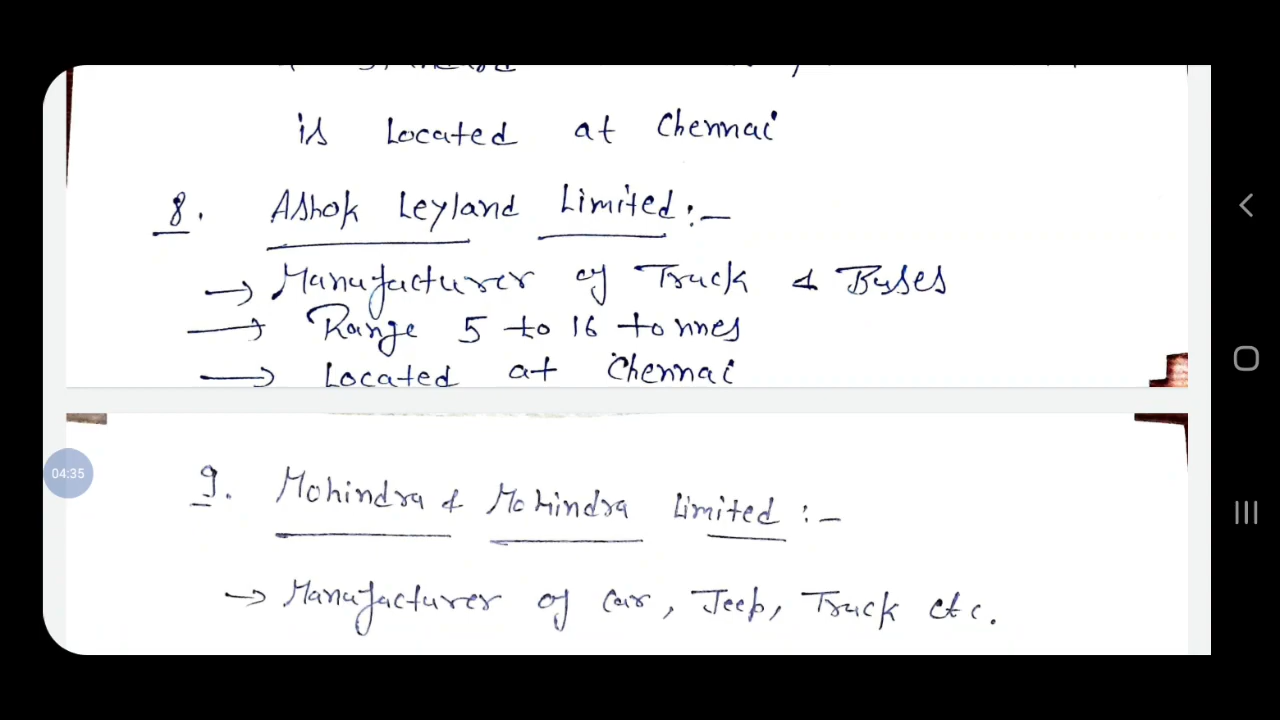 is Located at Chennai
8. Ashok Leyland Limited :-
→ Manufacturer of Truck & Buses
→ Range 5 to 16 tonnes
→ Located at Chennai
04:35
9. Mohindra & Mohindra Limited :-
→ Manufacturer of Car, Jeep, Truck etc.